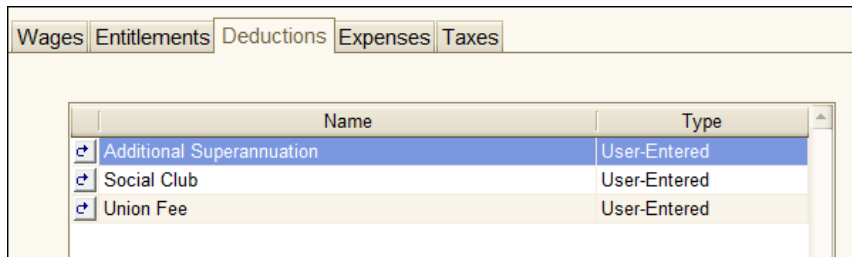 Wages Entitlements Deductions Expenses Taxes
Name Type
Additional Superannuation User-Entered
Social Club User-Entered
Union Fee User-Entered